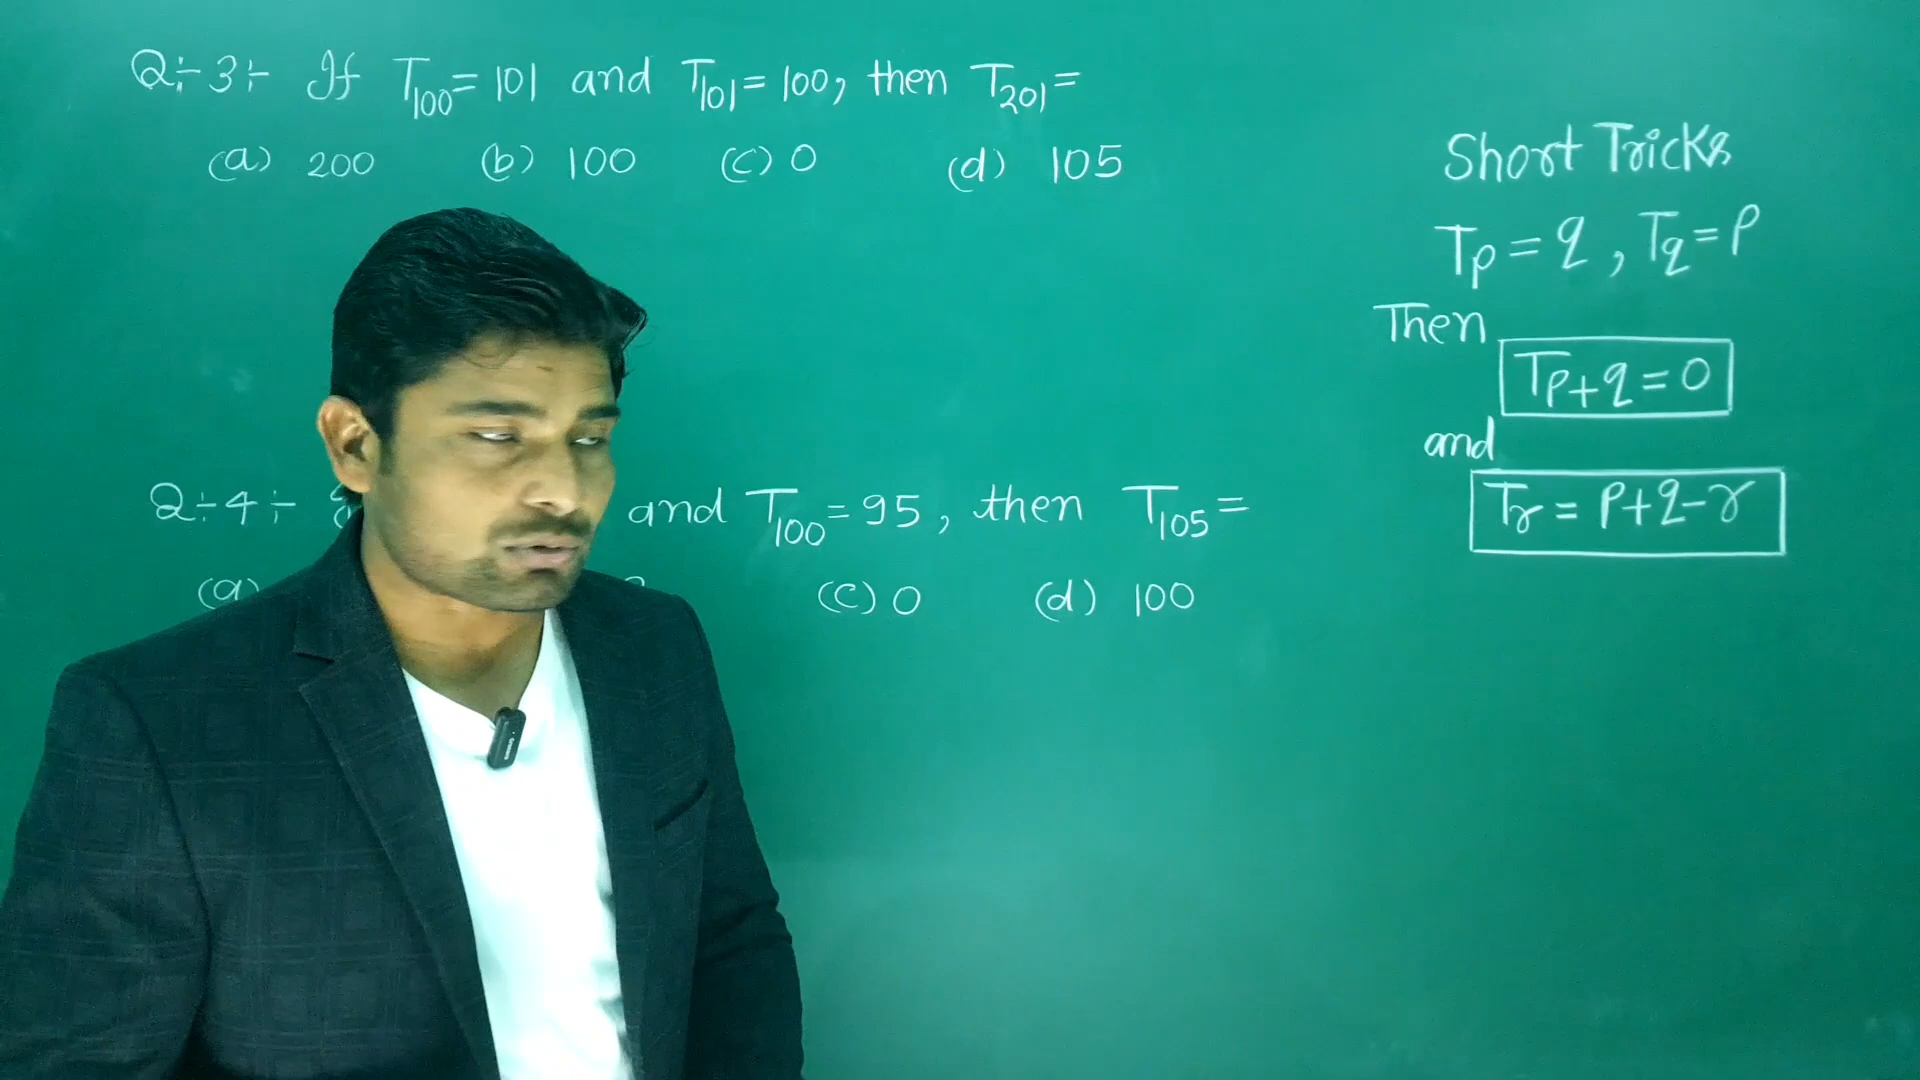 Q÷3÷ If T₁₀₀ = 101 and T₁₀₁ = 100, then T₂₀₁ =
(a) 200 (b) 100 (c) 0 (d) 105
Q÷4÷ and T₁₀₀ = 95, then T₁₀₅ =
(a) (c) 0 (d) 100
Short Tricks
Tp = q, Tq = p
Then
Tp+q = 0
and
Tr = p+q-r